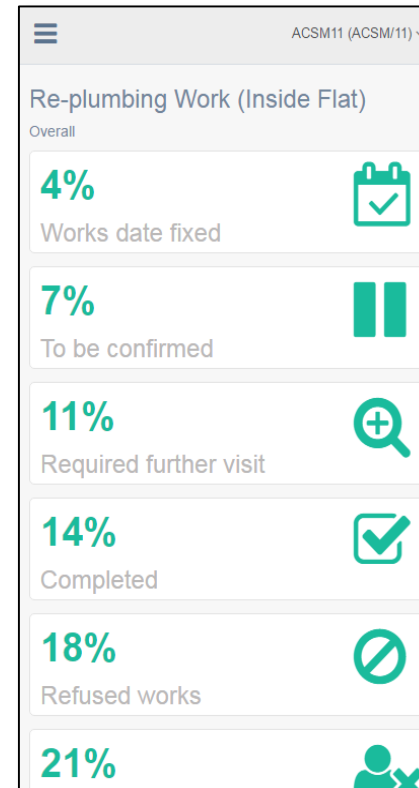 ACSM11 (ACSM/11)
Re-plumbing Work (Inside Flat)
Overall
4%
Works date fixed
7%
To be confirmed
11%
Required further visit
14%
Completed
18%
Refused works
21%